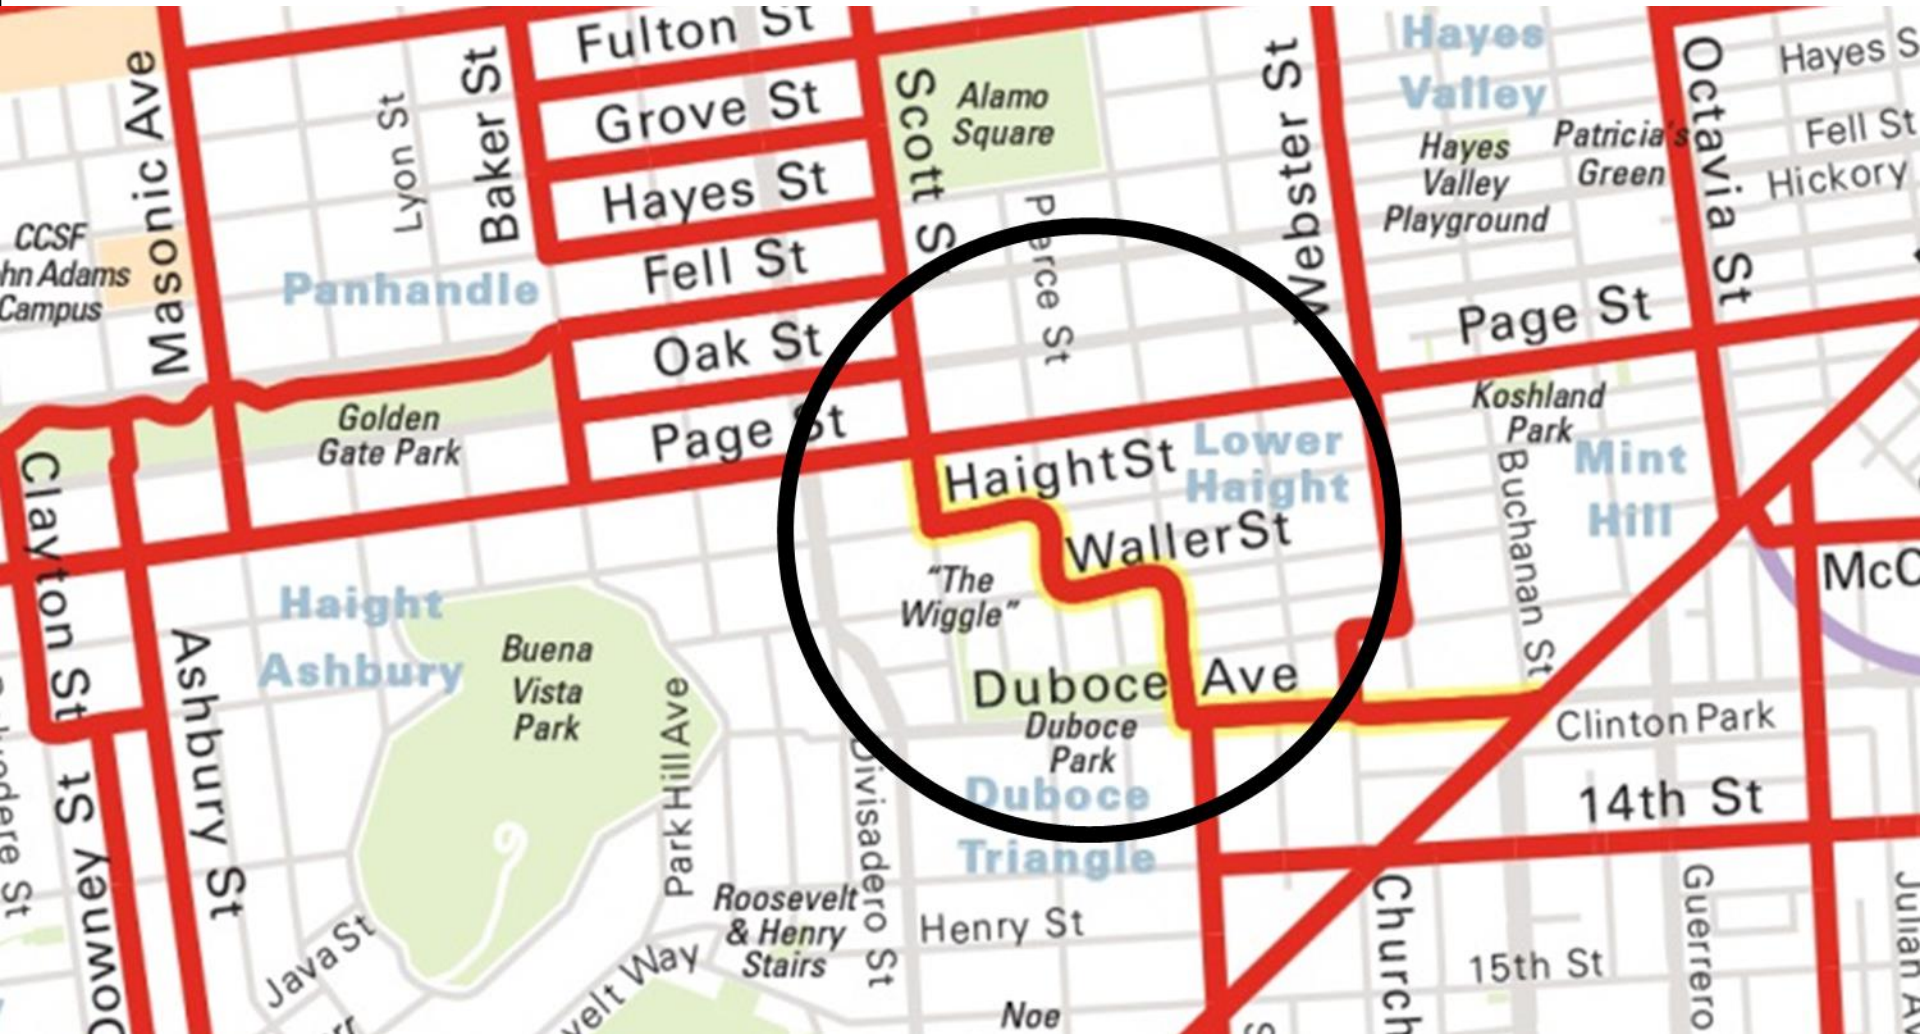 Fulton St
Grove St
Hayes St
Fell St
Oak St
Page St
Masonic Ave
Lyon St
Baker St
Scott S
Alamo
Square
Pierce St
Webster St
Hayes
Valley
Hayes
Valley
Playground
Patricia's
Green
Octavia St
Hayes S
Fell St
Hickory
CCSF
hn Adams
Campus
Panhandle
Golden
Gate Park
Page St
Koshland
Park
Mint
Hill
Lower
Haight
Haight St
Waller St
"The
Wiggle"
Duboce Ave
Duboce
Park
Duboce
Triangle
Buchanan St
McC
Clinton Park
14th St
15th St
Church
Guerrero
Julian A
Clayton St
Haight
Ashbury
Ashbury St
Buena
Vista
Park
Park Hill Ave
Divisadero St
Roosevelt
& Henry
Stairs
Henry St
Noe
Java St
velt Way
Downey St